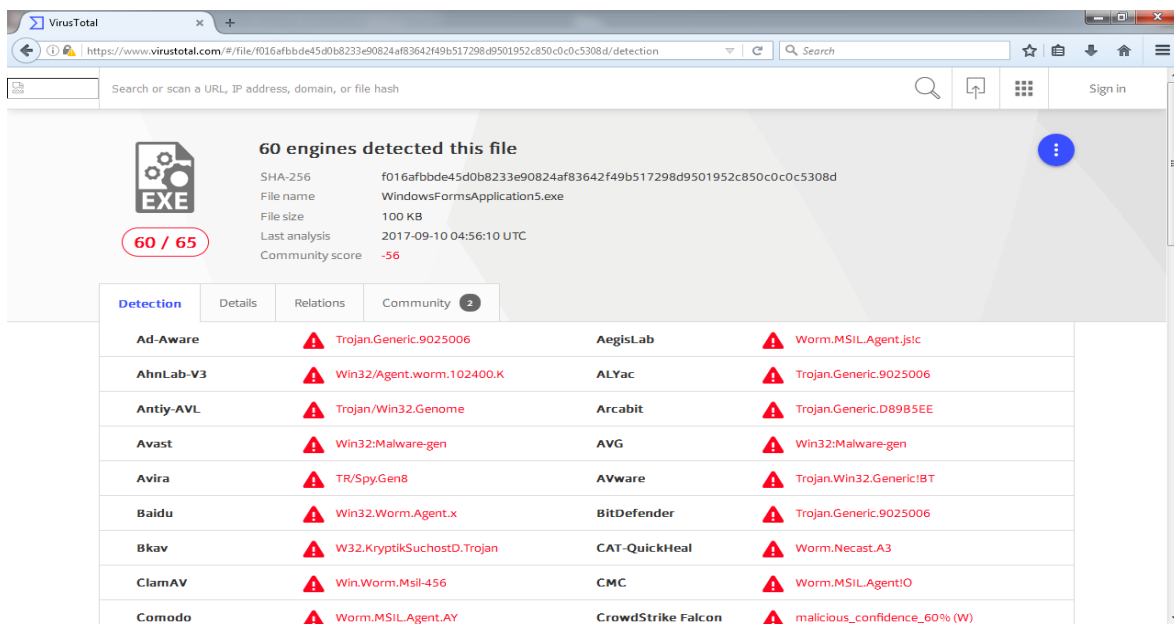 VirusTotal
https://www.virustotal.com/#/file/f016afbbde45d0b8233e90824af83642f49b517298d9501952c850c0c0c5308d/detection
Search
Search or scan a URL, IP address, domain, or file hash
Sign in
60 engines detected this file
EXE
60 / 65
SHA-256 f016afbbde45d0b8233e90824af83642f49b517298d9501952c850c0c0c5308d
File name WindowsFormsApplication5.exe
File size 100 KB
Last analysis 2017-09-10 04:56:10 UTC
Community score -56
Detection Details Relations Community 2
Ad-Aware Trojan.Generic.9025006 AegisLab Worm.MSIL.Agent.js!c
AhnLab-V3 Win32/Agent.worm.102400.K ALYac Trojan.Generic.9025006
Antiy-AVL Trojan/Win32.Genome Arcabit Trojan.Generic.D89B5EE
Avast Win32:Malware-gen AVG Win32:Malware-gen
Avira TR/Spy.Gen8 AVware Trojan.Win32.Generic!BT
Baidu Win32.Worm.Agent.x BitDefender Trojan.Generic.9025006
Bkav W32.KryptikSuchostD.Trojan CAT-QuickHeal Worm.Necast.A3
ClamAV Win.Worm.Msil-456 CMC Worm.MSIL.Agent!O
Comodo Worm.MSIL.Agent.AY CrowdStrike Falcon malicious_confidence_60% (W)